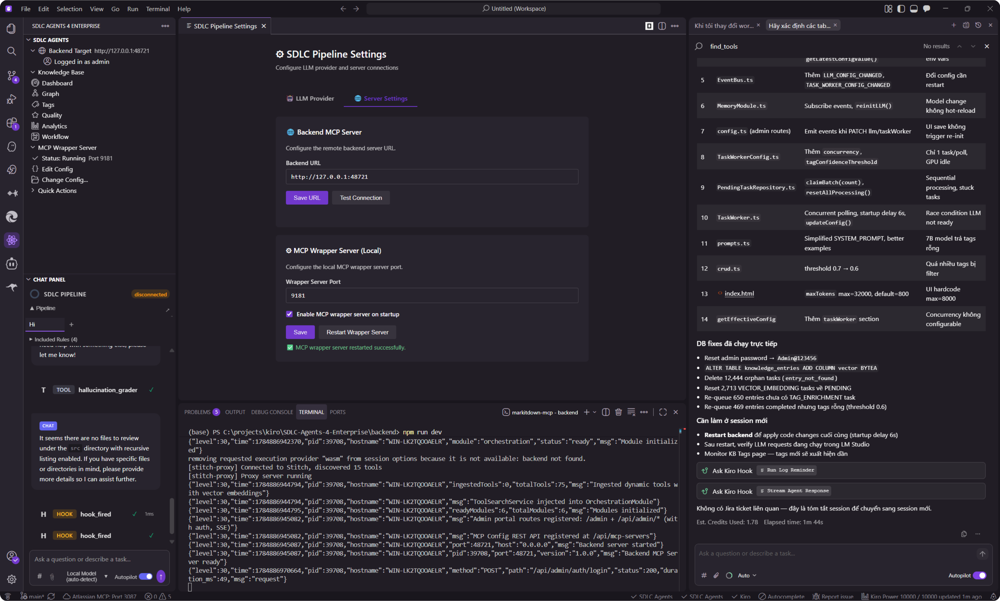 File Edit Selection View Go Run Terminal Help
Untitled (Workspace)
SDLC AGENTS 4 ENTERPRISE
SDLC AGENTS
Backend Target http://127.0.0.1:48721
Logged in as admin
Knowledge Base
Dashboard
Graph
Tags
Quality
Analytics
Workflow
MCP Wrapper Server
Status: Running Port 9181
Edit Config
Change Config...
Quick Actions
4
1
CHAT PANEL
SDLC PIPELINE disconnected
▲ Pipeline
Hi +
Included Rules (4)
need help with something else, please
let me know!
T TOOL hallucination_grader ✓
CHAT
It seems there are no files to review
under the src directory with recursive
listing enabled. If you have specific files
or directories in mind, please provide
more details so I can assist further.
H HOOK hook_fired ✓ 1ms
H HOOK hook_fired ✓
Ask a question or describe a task...
# Local Model (auto-detect) ▼ Autopilot
SDLC Pipeline Settings
SDLC Pipeline Settings
Configure LLM provider and server connections
LLM Provider Server Settings
Backend MCP Server
Configure the remote backend server URL.
Backend URL
http://127.0.0.1:48721
Save URL Test Connection
MCP Wrapper Server (Local)
Configure the local MCP wrapper server port.
Wrapper Server Port
9181
Enable MCP wrapper server on startup
Save Restart Wrapper Server
MCP wrapper server restarted successfully.
PROBLEMS 5 OUTPUT DEBUG CONSOLE TERMINAL PORTS
markitdown-mcp - backend
(base) PS C:\projects\kiro\SDLC-Agents-4-Enterprise\backend> npm run dev
{"level":30,"time":1784886942370,"pid":39708,"hostname":"WIN-LK2TQOOAELR","module":"orchestration","status":"ready","msg":"Module initializ
ed"}
removing requested execution provider "wasm" from session options because it is not available: backend not found.
[stitch-proxy] Connected to Stitch, discovered 15 tools
[stitch-proxy] Proxy server running
{"level":30,"time":1784886944794,"pid":39708,"hostname":"WIN-LK2TQOOAELR","ingestedTools":0,"totalTools":75,"msg":"Ingested dynamic tools w
ith vector embeddings"}
{"level":30,"time":1784886944794,"pid":39708,"hostname":"WIN-LK2TQOOAELR","msg":"ToolSearchService injected into OrchestrationModule"}
{"level":30,"time":1784886944795,"pid":39708,"hostname":"WIN-LK2TQOOAELR","readyModules":6,"totalModules":6,"msg":"Modules initialized"}
{"level":30,"time":1784886945082,"pid":39708,"hostname":"WIN-LK2TQOOAELR","msg":"Admin portal routes registered: /admin + /api/admin/* (wit
h auth, SSE)"}
{"level":30,"time":1784886945082,"pid":39708,"hostname":"WIN-LK2TQOOAELR","msg":"MCP Config REST API registered at /api/mcp-servers"}
{"level":30,"time":1784886945087,"pid":39708,"hostname":"WIN-LK2TQOOAELR","port":48721,"host":"0.0.0.0","msg":"Backend server started"}
{"level":30,"time":1784886945087,"pid":39708,"hostname":"WIN-LK2TQOOAELR","pid":39708,"port":48721,"version":"1.0.0","msg":"Backend MCP Ser
ver ready"}
{"level":30,"time":1784886970664,"pid":39708,"hostname":"WIN-LK2TQOOAELR","method":"POST","path":"/api/admin/auth/login","status":200,"dura
tion_ms":49,"msg":"request"}
Khi tôi thay đổi wor... Hãy xác định các tab...
find_tools No results
getLatestConfigValue() env vars
5 EventBus.ts Thêm LLM_CONFIG_CHANGED, TASK_WORKER_CONFIG_CHANGED Đổi config cần restart
6 MemoryModule.ts Subscribe events, reinitLLM() Model change không hot-reload
7 config.ts (admin routes) Emit events khi PATCH llm/taskWorker UI save không trigger re-init
8 TaskWorkerConfig.ts Thêm concurrency, tagConfidenceThreshold Chỉ 1 task/poll, GPU idle
9 PendingTaskRepository.ts claimBatch(count), resetAllProcessing() Sequential processing, stuck tasks
10 TaskWorker.ts Concurrent polling, startup delay 6s, updateConfig() Race condition LLM not ready
11 prompts.ts Simplified SYSTEM_PROMPT, better examples 7B model trả tags rỗng
12 crud.ts threshold 0.7 → 0.6 Quá nhiều tags bị filter
13 index.html maxTokens max=32000, default=800 UI hardcode max=8000
14 getEffectiveConfig Thêm taskWorker section Concurrency không configurable
DB fixes đã chạy trực tiếp
• Reset admin password → Admin@123456
• ALTER TABLE knowledge_entries ADD COLUMN vector BYTEA
• Delete 12,444 orphan tasks (entry_not_found)
• Reset 2,713 VECTOR_EMBEDDING tasks về PENDING
• Re-queue 650 entries chưa có TAG_ENRICHMENT task
• Re-queue 469 entries completed nhưng tags rỗng (threshold 0.6)
Cần làm ở session mới
• Restart backend để apply code changes cuối cùng (startup delay 6s)
• Sau restart, verify LLM requests đang chạy trong LM Studio
• Monitor KB Tags page — tags mới sẽ xuất hiện dần
Ask Kiro Hook Run Log Reminder
Ask Kiro Hook Stream Agent Response
Không có Jira ticket liên quan — đây là tóm tắt session để chuyển sang session mới.
Est. Credits Used: 1.78 Elapsed time: 1m 44s
Ask a question or describe a task...
# Auto Autopilot
main* Atlassian MCP: Port 3087 0 5 SDLC Agents SDLC Agents Kiro Autocomplete Report issue Kiro Power 10000 / 10000 updated 1m ago